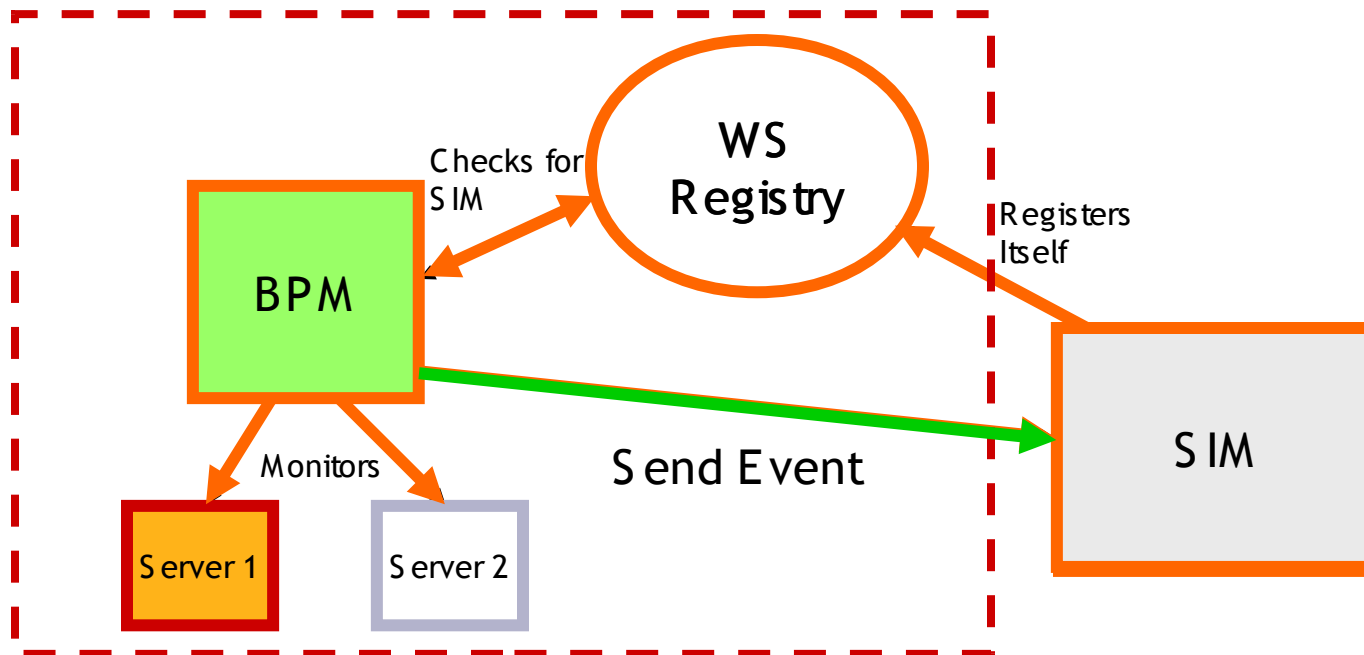 WS
Registry
Checks for
SIM
Registers
Itself
BPM
SIM
Send Event
Monitors
Server 1
Server 2